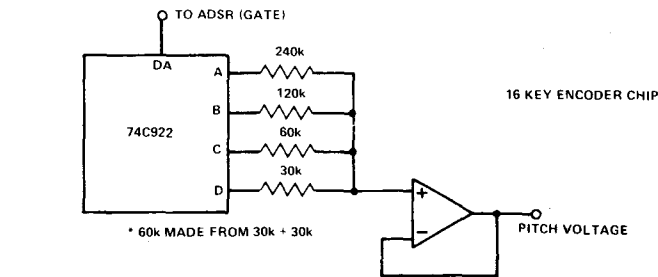 TO ADSR (GATE)
DA
A
240k
B
120k
16 KEY ENCODER CHIP
74C922
C
60k
D
30k
+
−
* 60k MADE FROM 30k + 30k
PITCH VOLTAGE